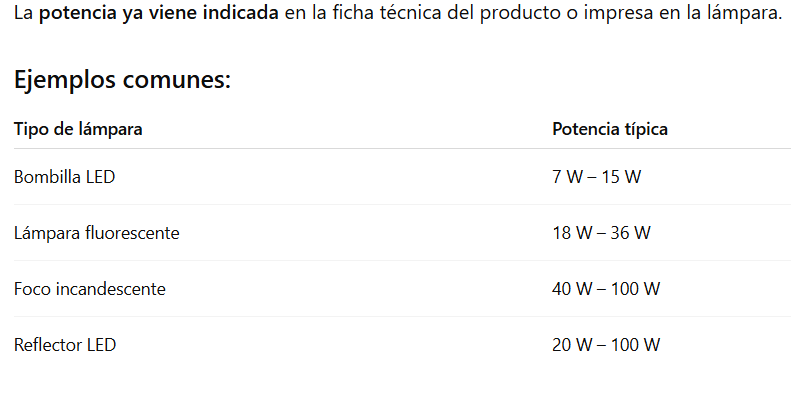 La potencia ya viene indicada en la ficha técnica del producto o impresa en la lámpara.
Ejemplos comunes:
Tipo de lámpara Potencia típica
Bombilla LED 7 W – 15 W
Lámpara fluorescente 18 W – 36 W
Foco incandescente 40 W – 100 W
Reflector LED 20 W – 100 W